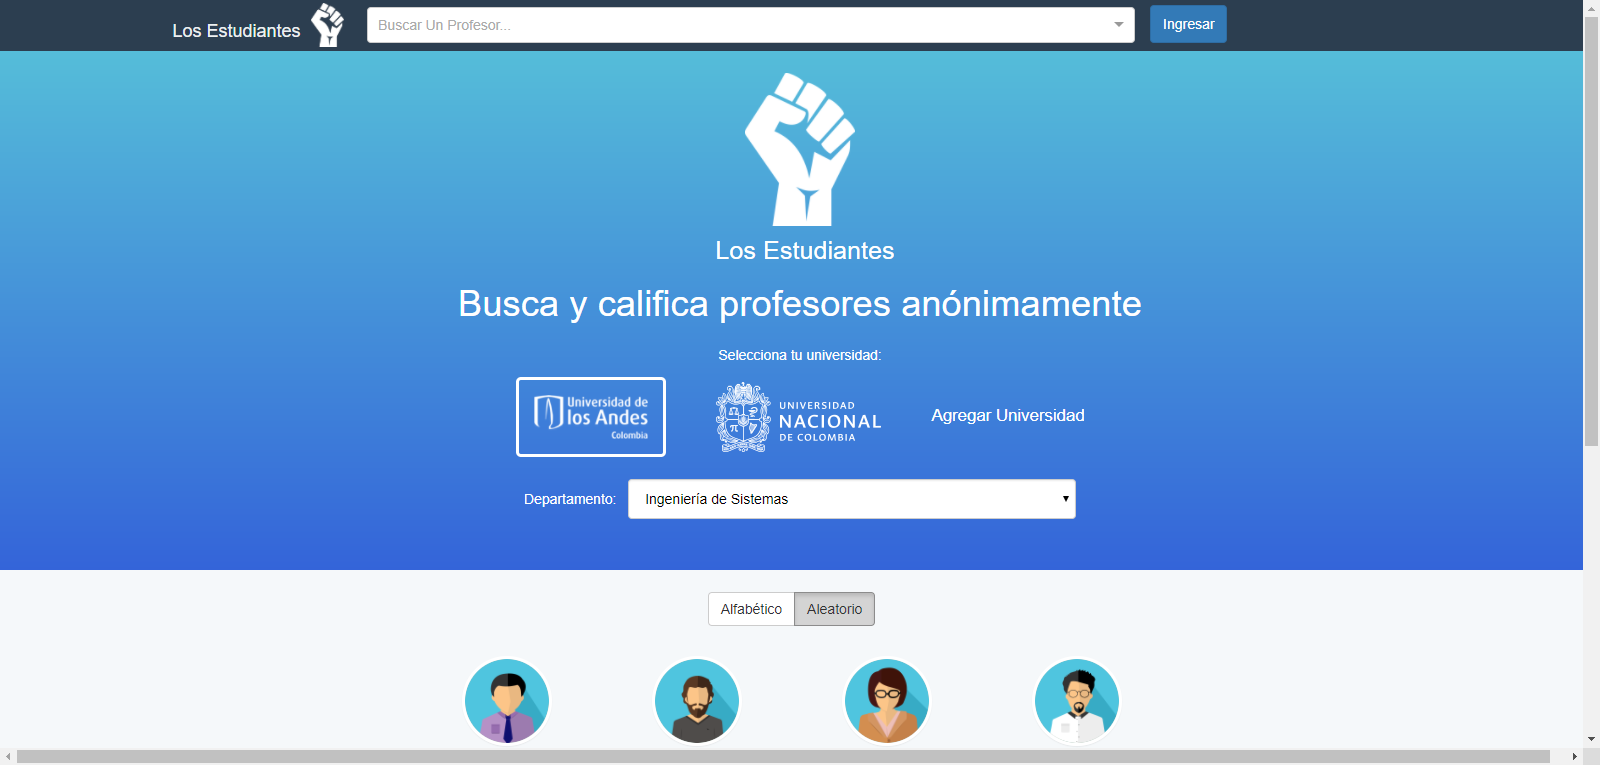 Los Estudiantes
Buscar Un Profesor...
Ingresar
Los Estudiantes
Busca y califica profesores anónimamente
Selecciona tu universidad:
Universidad de
los Andes
Colombia
UNIVERSIDAD
NACIONAL
DE COLOMBIA
Agregar Universidad
Departamento:
Ingeniería de Sistemas
Alfabético
Aleatorio